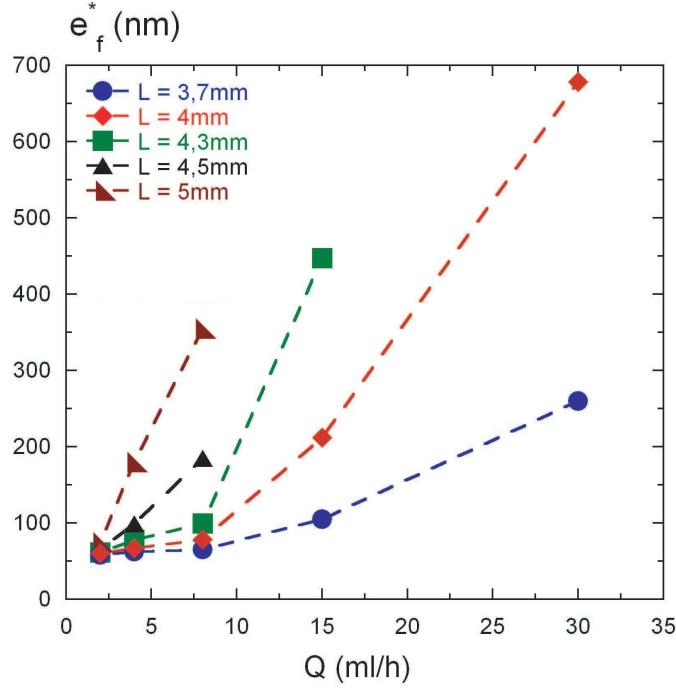 e*f (nm)
700
600
500
400
300
200
100
0
L = 3,7mm
L = 4mm
L = 4,3mm
L = 4,5mm
L = 5mm
0 5 10 15 20 25 30 35
Q (ml/h)